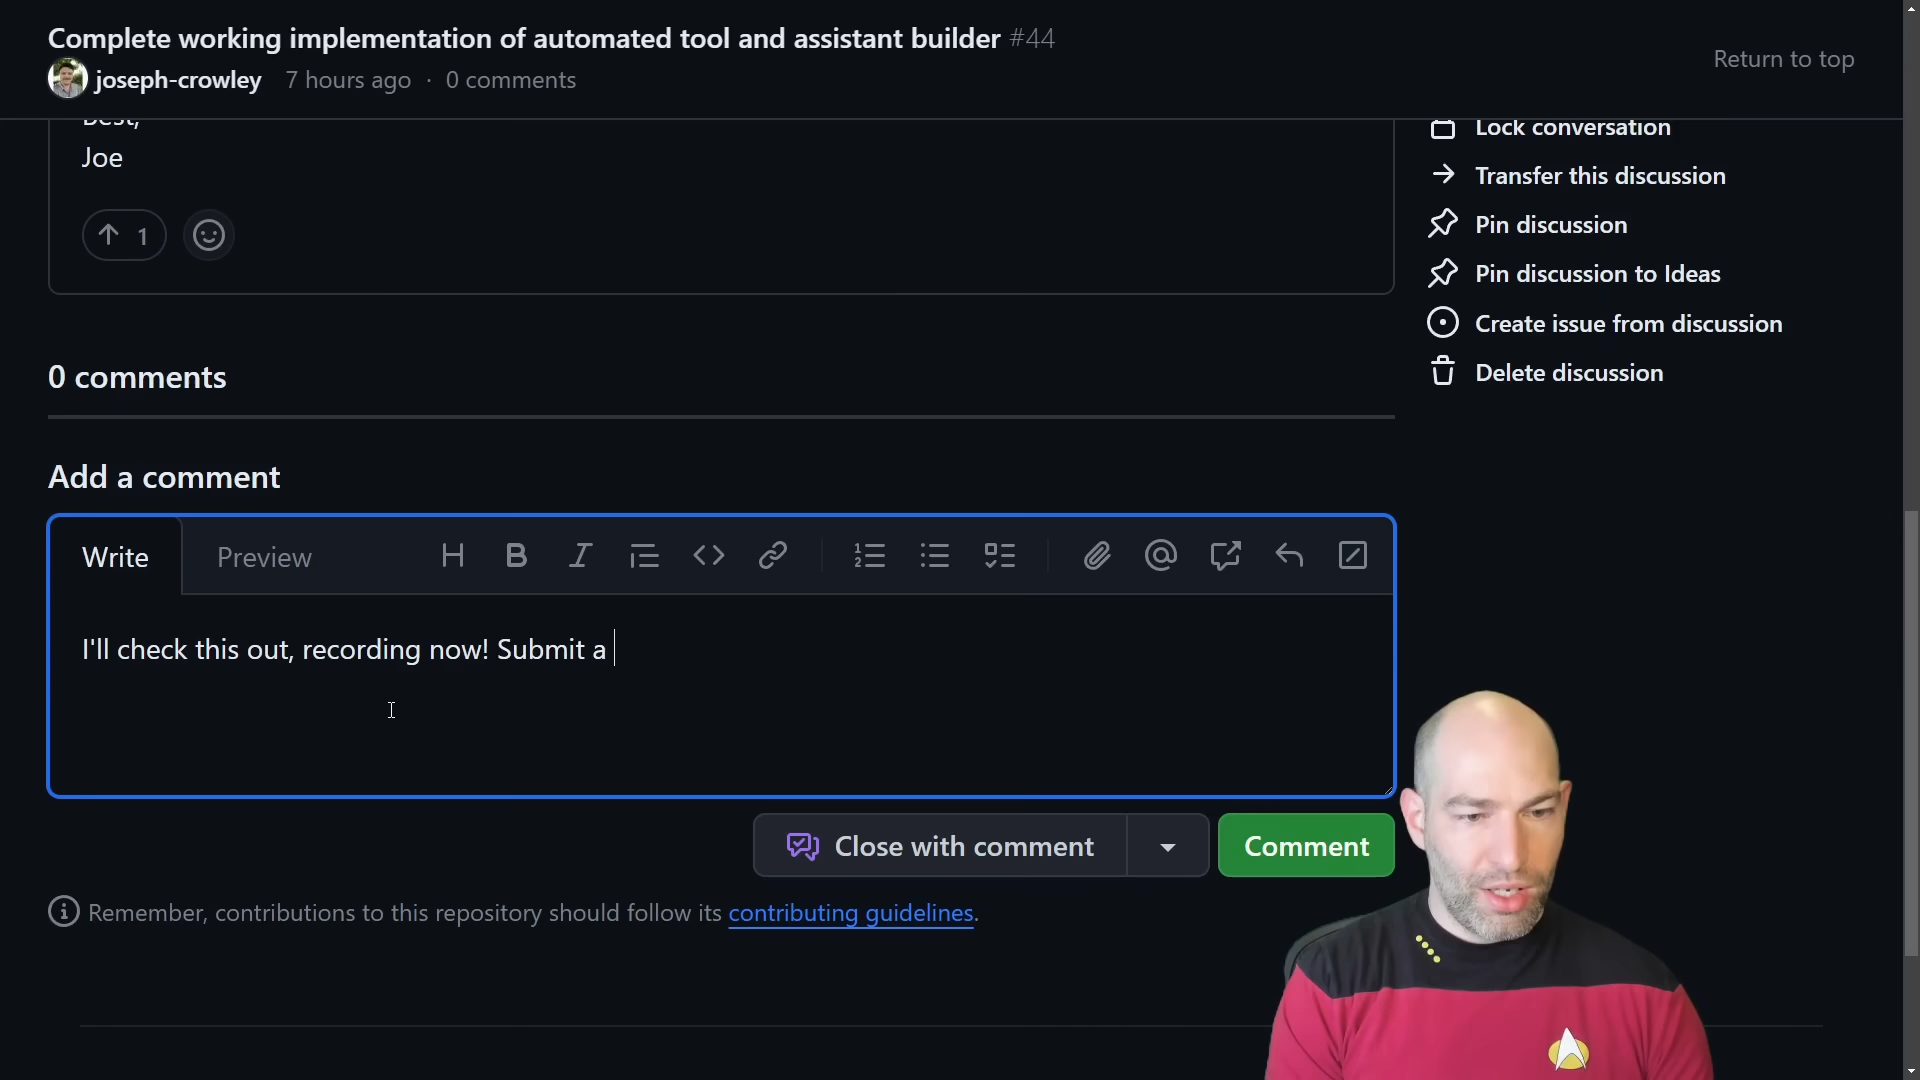 Complete working implementation of automated tool and assistant builder #44
joseph-crowley 7 hours ago · 0 comments
Return to top
Best,
Joe
1
Lock conversation
Transfer this discussion
Pin discussion
Pin discussion to Ideas
Create issue from discussion
Delete discussion
0 comments
Add a comment
Write
Preview
I'll check this out, recording now! Submit a
Close with comment
Comment
Remember, contributions to this repository should follow its contributing guidelines.